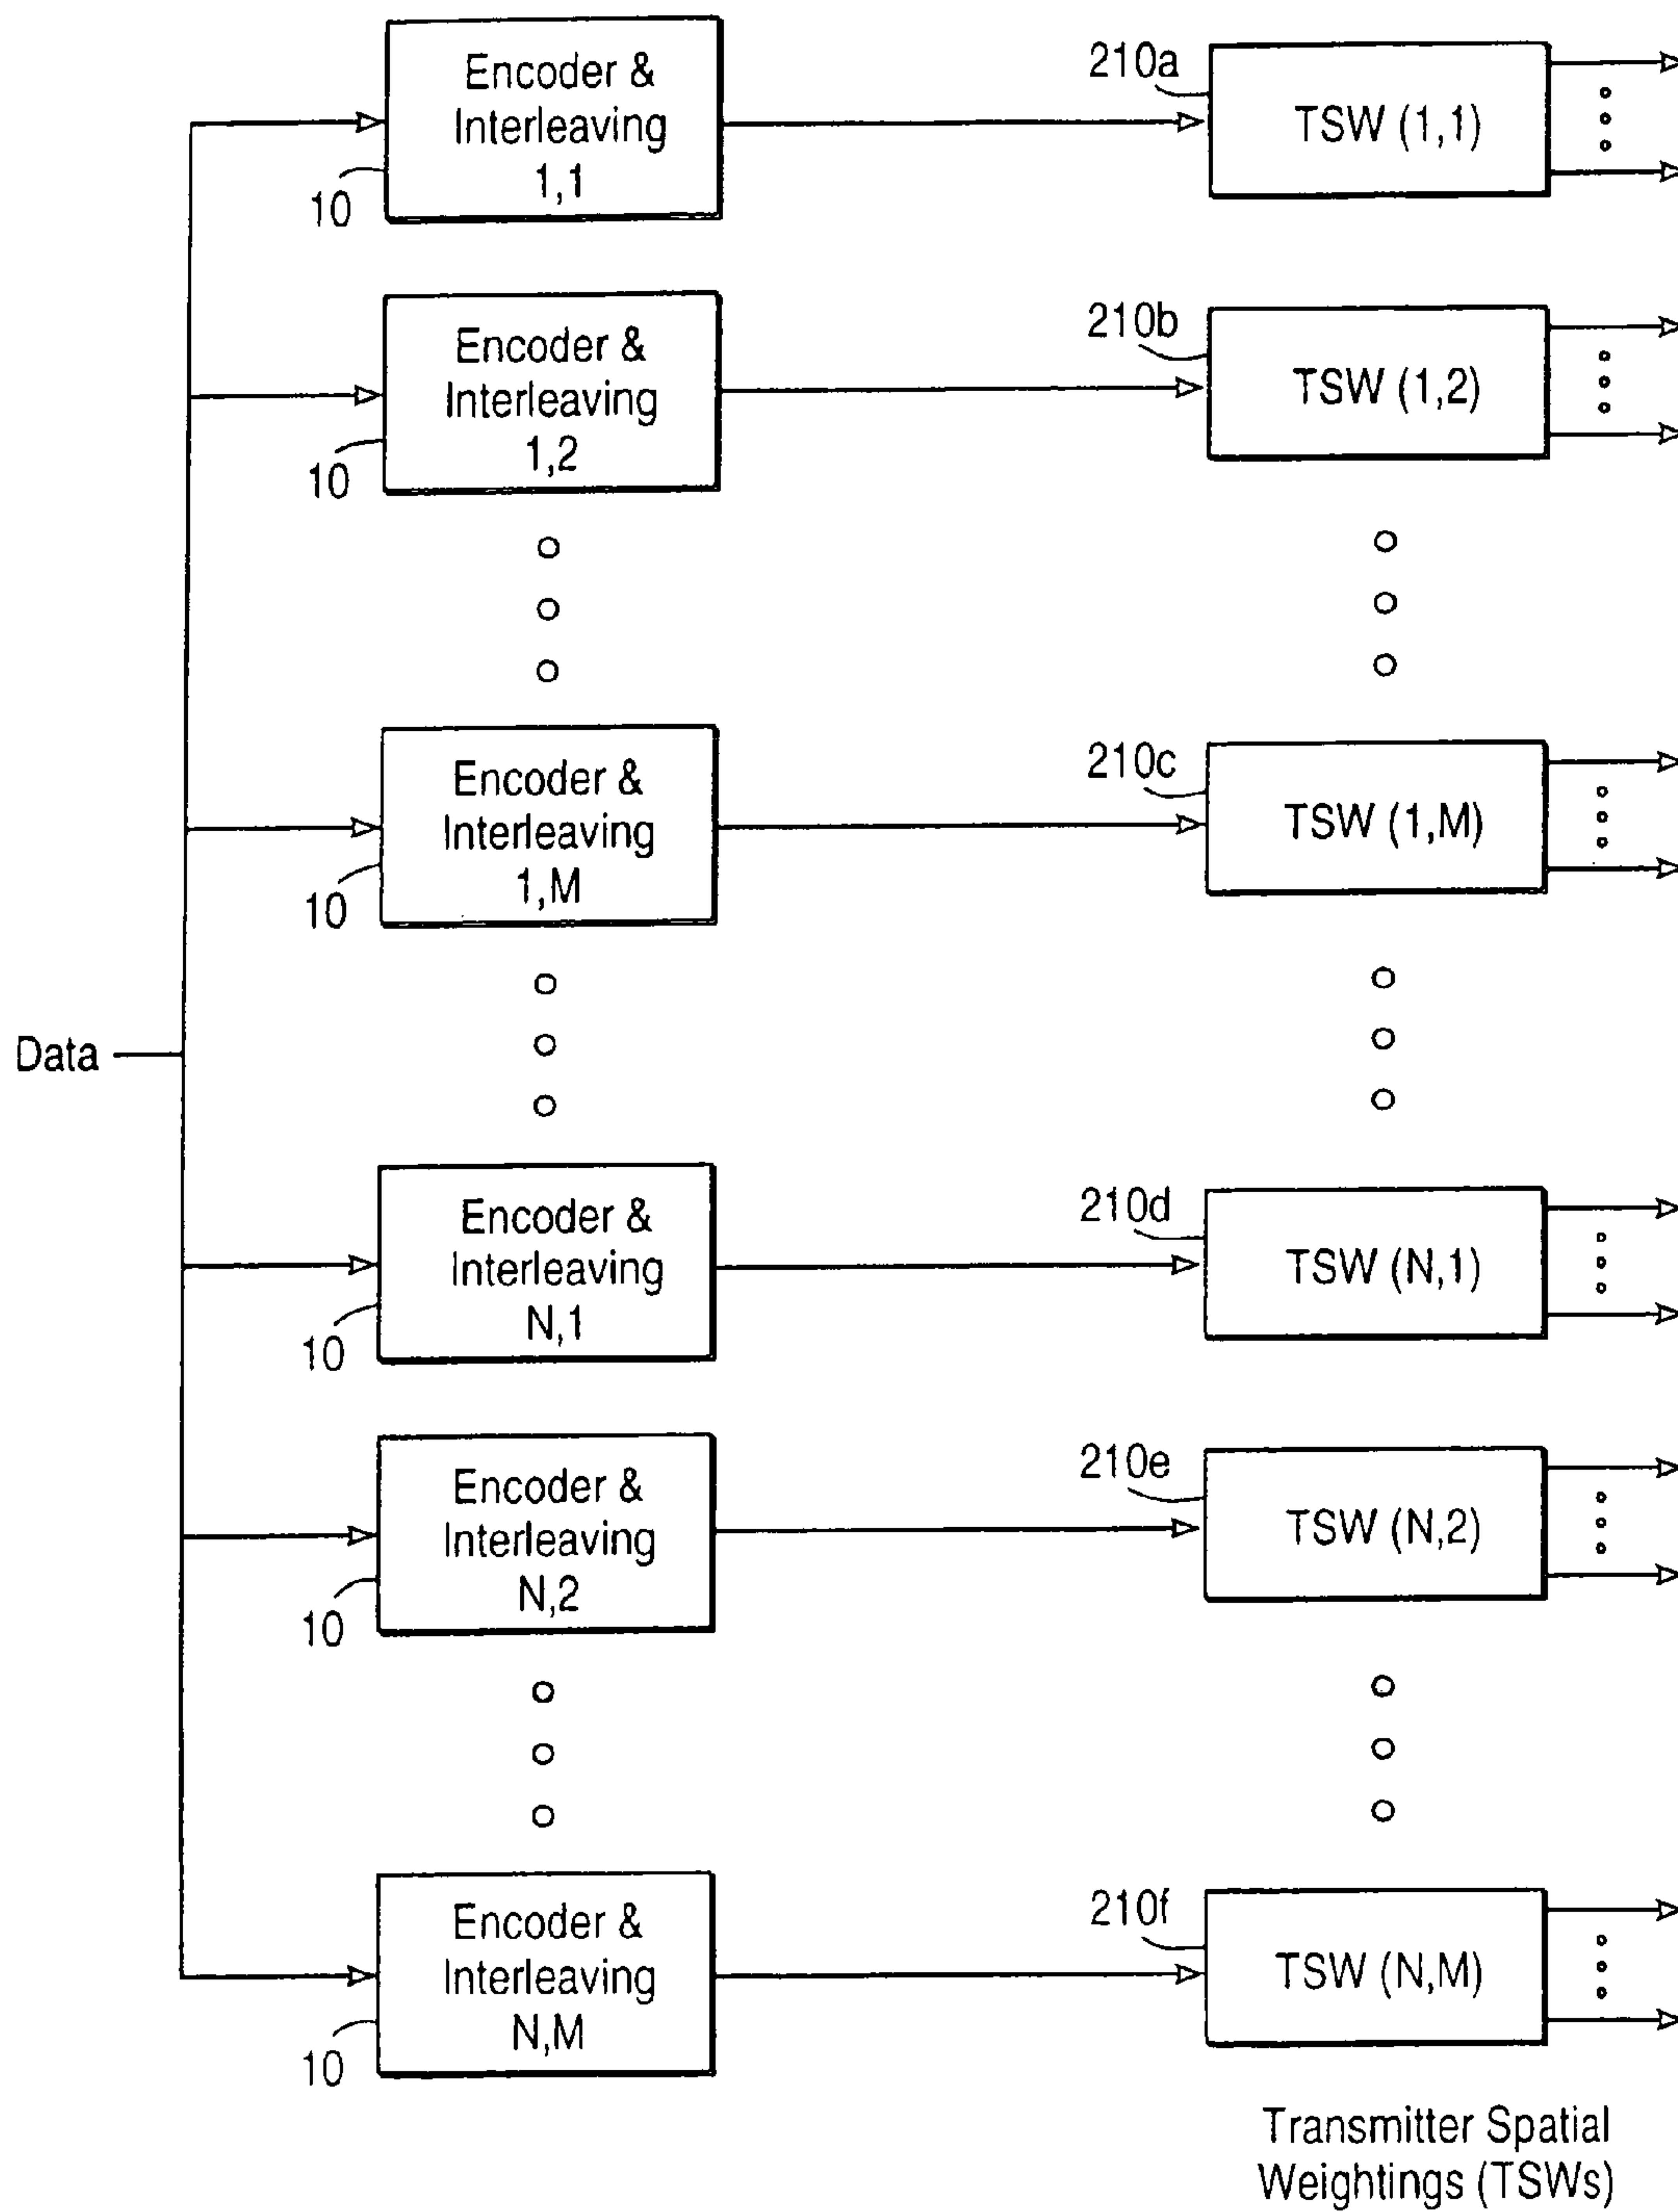 Encoder &
Interleaving
1,1
10
210a
TSW (1,1)
Encoder &
Interleaving
1,2
10
210b
TSW (1,2)
Encoder &
Interleaving
1,M
10
210c
TSW (1,M)
Data
Encoder &
Interleaving
N,1
10
210d
TSW (N,1)
Encoder &
Interleaving
N,2
10
210e
TSW (N,2)
Encoder &
Interleaving
N,M
10
210f
TSW (N,M)
Transmitter Spatial
Weightings (TSWs)